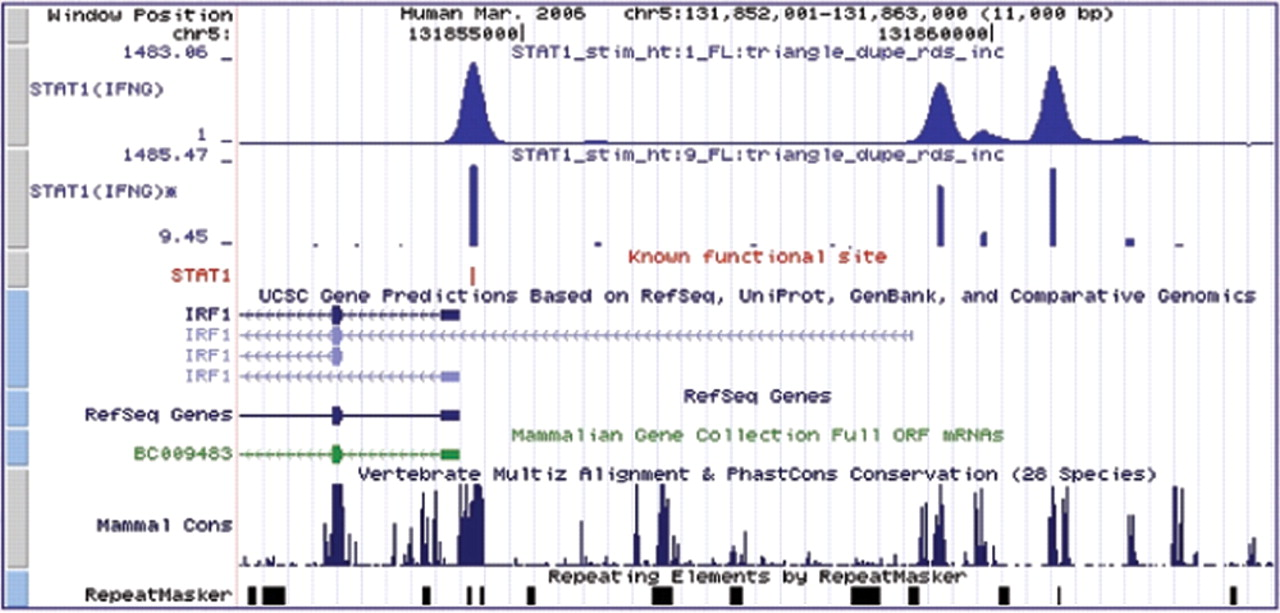 Window Position Human Mar. 2006 chr5:131,852,001-131,863,000 (11,000 bp)
chr5: 131855000| 131860000|
1483.06 _ STAT1_stim_ht:1_FL:triangle_dupe_rds_inc
STAT1(IFNG)
1 _
1485.47 _ STAT1_stim_ht:9_FL:triangle_dupe_rds_inc
STAT1(IFNG)*
9.45 _
Known functional site
STAT1
UCSC Gene Predictions Based on RefSeq, UniProt, GenBank, and Comparative Genomics
IRF1
IRF1
IRF1
IRF1
RefSeq Genes
RefSeq Genes
Mammalian Gene Collection Full ORF mRNAs
BC009483
Vertebrate Multiz Alignment & PhastCons Conservation (28 Species)
Mammal Cons
Repeating Elements by RepeatMasker
RepeatMasker